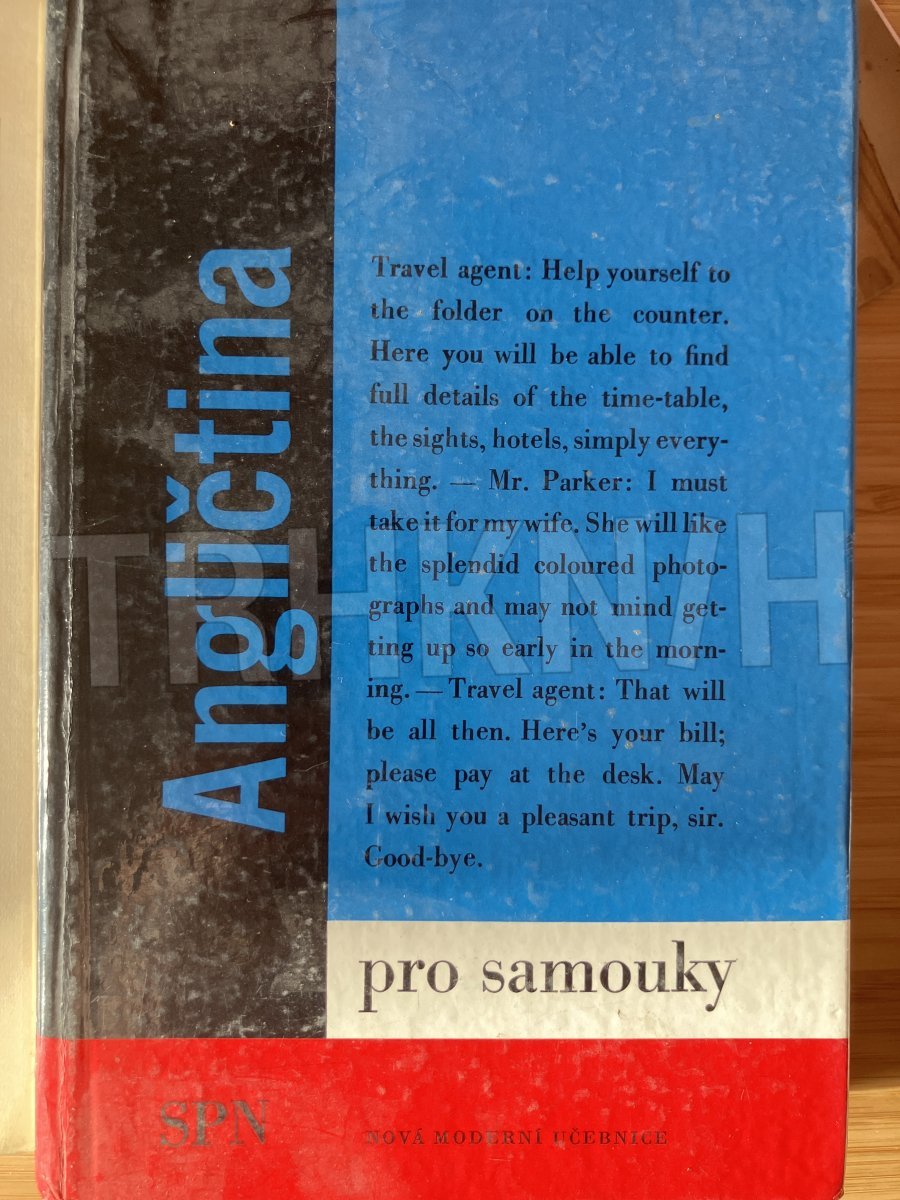 Angličtina
Travel agent: Help yourself to
the folder on the counter.
Here you will be able to find
full details of the time-table,
the sights, hotels, simply every-
thing. — Mr. Parker: I must
take it for my wife. She will like
the splendid coloured photo-
graphs and may not mind get-
ting up so early in the morn-
ing. — Travel agent: That will
be all then. Here's your bill;
please pay at the desk. May
I wish you a pleasant trip, sir.
Good-bye.
TRHKNIH
pro samouky
SPN
NOVÁ MODERNÍ UČEBNICE